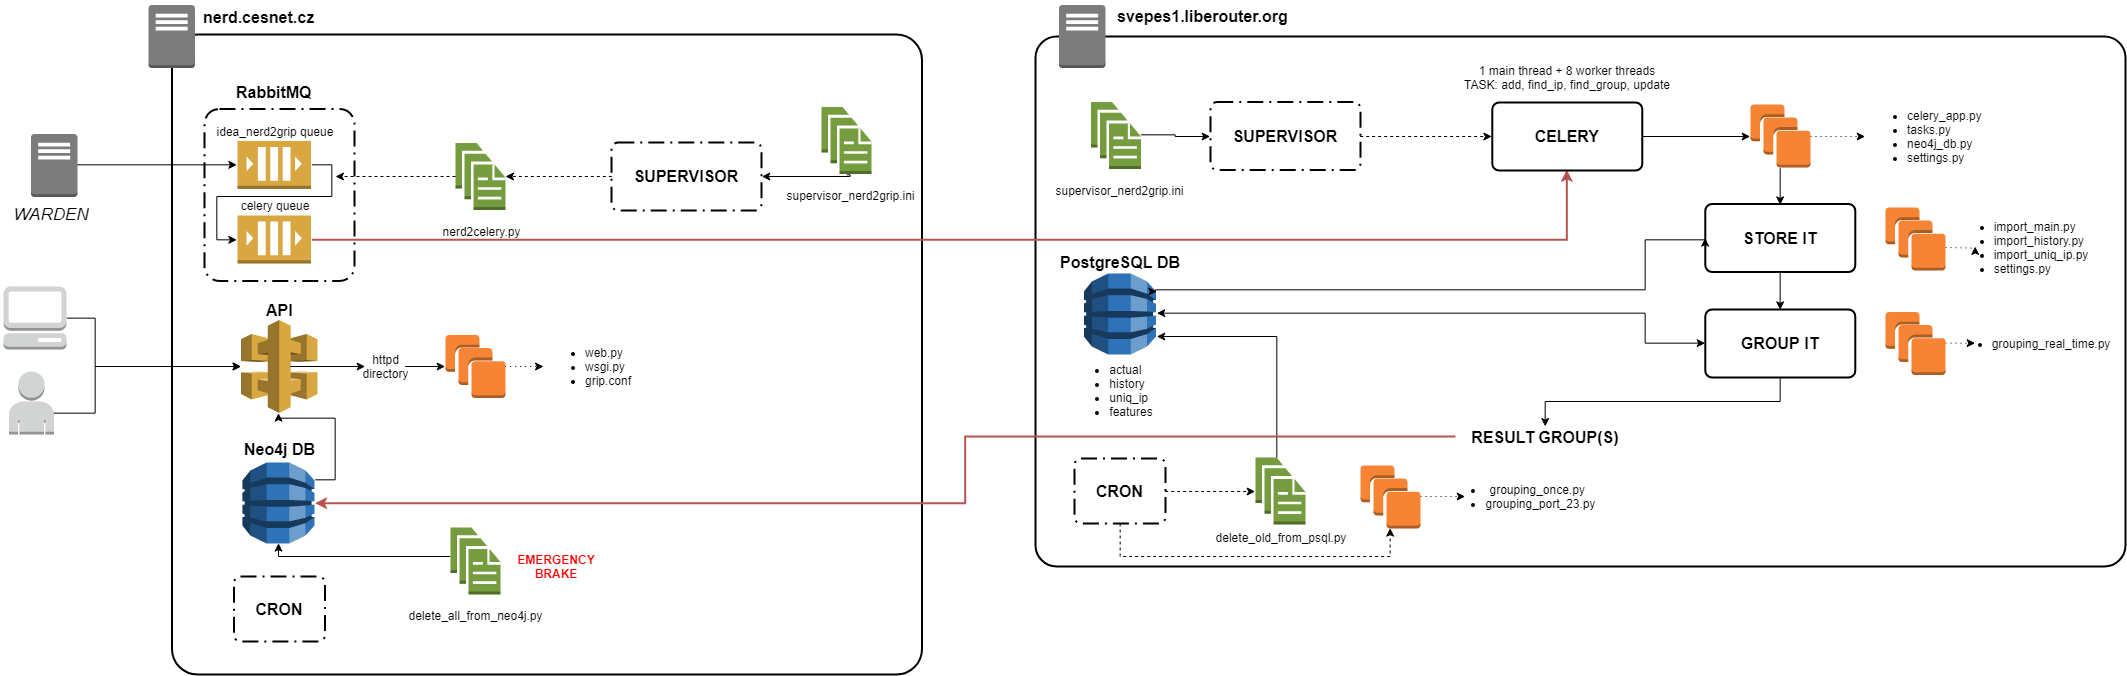 nerd.cesnet.cz
RabbitMQ
idea_nerd2grip queue
celery queue
WARDEN
nerd2celery.py
SUPERVISOR
supervisor_nerd2grip.ini
API
httpd
directory
web.py
wsgi.py
grip.conf
Neo4j DB
EMERGENCY
BRAKE
delete_all_from_neo4j.py
CRON
svepes1.liberouter.org
1 main thread + 8 worker threads
TASK: add, find_ip, find_group, update
supervisor_nerd2grip.ini
SUPERVISOR
CELERY
celery_app.py
tasks.py
neo4j_db.py
settings.py
STORE IT
import_main.py
import_history.py
import_uniq_ip.py
settings.py
PostgreSQL DB
actual
history
uniq_ip
features
GROUP IT
grouping_real_time.py
RESULT GROUP(S)
CRON
delete_old_from_psql.py
grouping_once.py
grouping_port_23.py